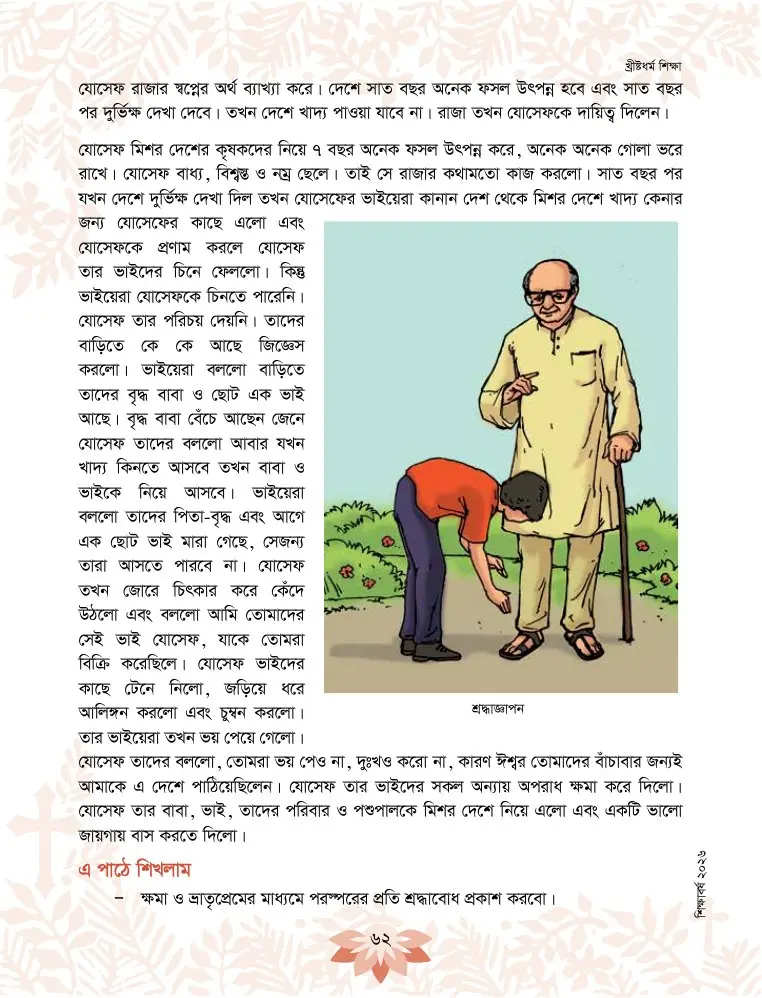 খ্রীষ্টধর্ম শিক্ষা
যোসেফ রাজার স্বপ্নের অর্থ ব্যাখ্যা করে। দেশে সাত বছর অনেক ফসল উৎপন্ন হবে এবং সাত বছর
পর দুর্ভিক্ষ দেখা দেবে। তখন দেশে খাদ্য পাওয়া যাবে না। রাজা তখন যোসেফকে দায়িত্ব দিলেন।
যোসেফ মিশর দেশের কৃষকদের নিয়ে ৭ বছর অনেক ফসল উৎপন্ন করে, অনেক অনেক গোলা ভরে
রাখে। যোসেফ বাধ্য, বিশ্বস্ত ও নম্র ছেলে। তাই সে রাজার কথামতো কাজ করলো। সাত বছর পর
যখন দেশে দুর্ভিক্ষ দেখা দিল তখন যোসেফের ভাইয়েরা কানান দেশ থেকে মিশর দেশে খাদ্য কেনার
জন্য যোসেফের কাছে এলো এবং
যোসেফকে প্রণাম করলে যোসেফ
তার ভাইদের চিনে ফেললো। কিন্তু
ভাইয়েরা যোসেফকে চিনতে পারেনি।
যোসেফ তার পরিচয় দেয়নি। তাদের
বাড়িতে কে কে আছে জিজ্ঞেস
করলো। ভাইয়েরা বললো বাড়িতে
তাদের বৃদ্ধ বাবা ও ছোট এক ভাই
আছে। বৃদ্ধ বাবা বেঁচে আছেন জেনে
যোসেফ তাদের বললো আবার যখন
খাদ্য কিনতে আসবে তখন বাবা ও
ভাইকে নিয়ে আসবে। ভাইয়েরা
বললো তাদের পিতা-বৃদ্ধ এবং আগে
এক ছোট ভাই মারা গেছে, সেজন্য
তারা আসতে পারবে না। যোসেফ
তখন জোরে চিৎকার করে কেঁদে
উঠলো এবং বললো আমি তোমাদের
সেই ভাই যোসেফ, যাকে তোমরা
বিক্রি করেছিলে। যোসেফ ভাইদের
কাছে টেনে নিলো, জড়িয়ে ধরে
আলিঙ্গন করলো এবং চুম্বন করলো।
তার ভাইয়েরা তখন ভয় পেয়ে গেলো।
শ্রদ্ধাজ্ঞাপন
যোসেফ তাদের বললো, তোমরা ভয় পেও না, দুঃখও করো না, কারণ ঈশ্বর তোমাদের বাঁচাবার জন্যই
আমাকে এ দেশে পাঠিয়েছিলেন। যোসেফ তার ভাইদের সকল অন্যায় অপরাধ ক্ষমা করে দিলো।
যোসেফ তার বাবা, ভাই, তাদের পরিবার ও পশুপালকে মিশর দেশে নিয়ে এলো এবং একটি ভালো
জায়গায় বাস করতে দিলো।
এ পাঠে শিখলাম
– ক্ষমা ও ভ্রাতৃপ্রেমের মাধ্যমে পরস্পরের প্রতি শ্রদ্ধাবোধ প্রকাশ করবো।
শিক্ষাবর্ষ ২০২৬
৬২